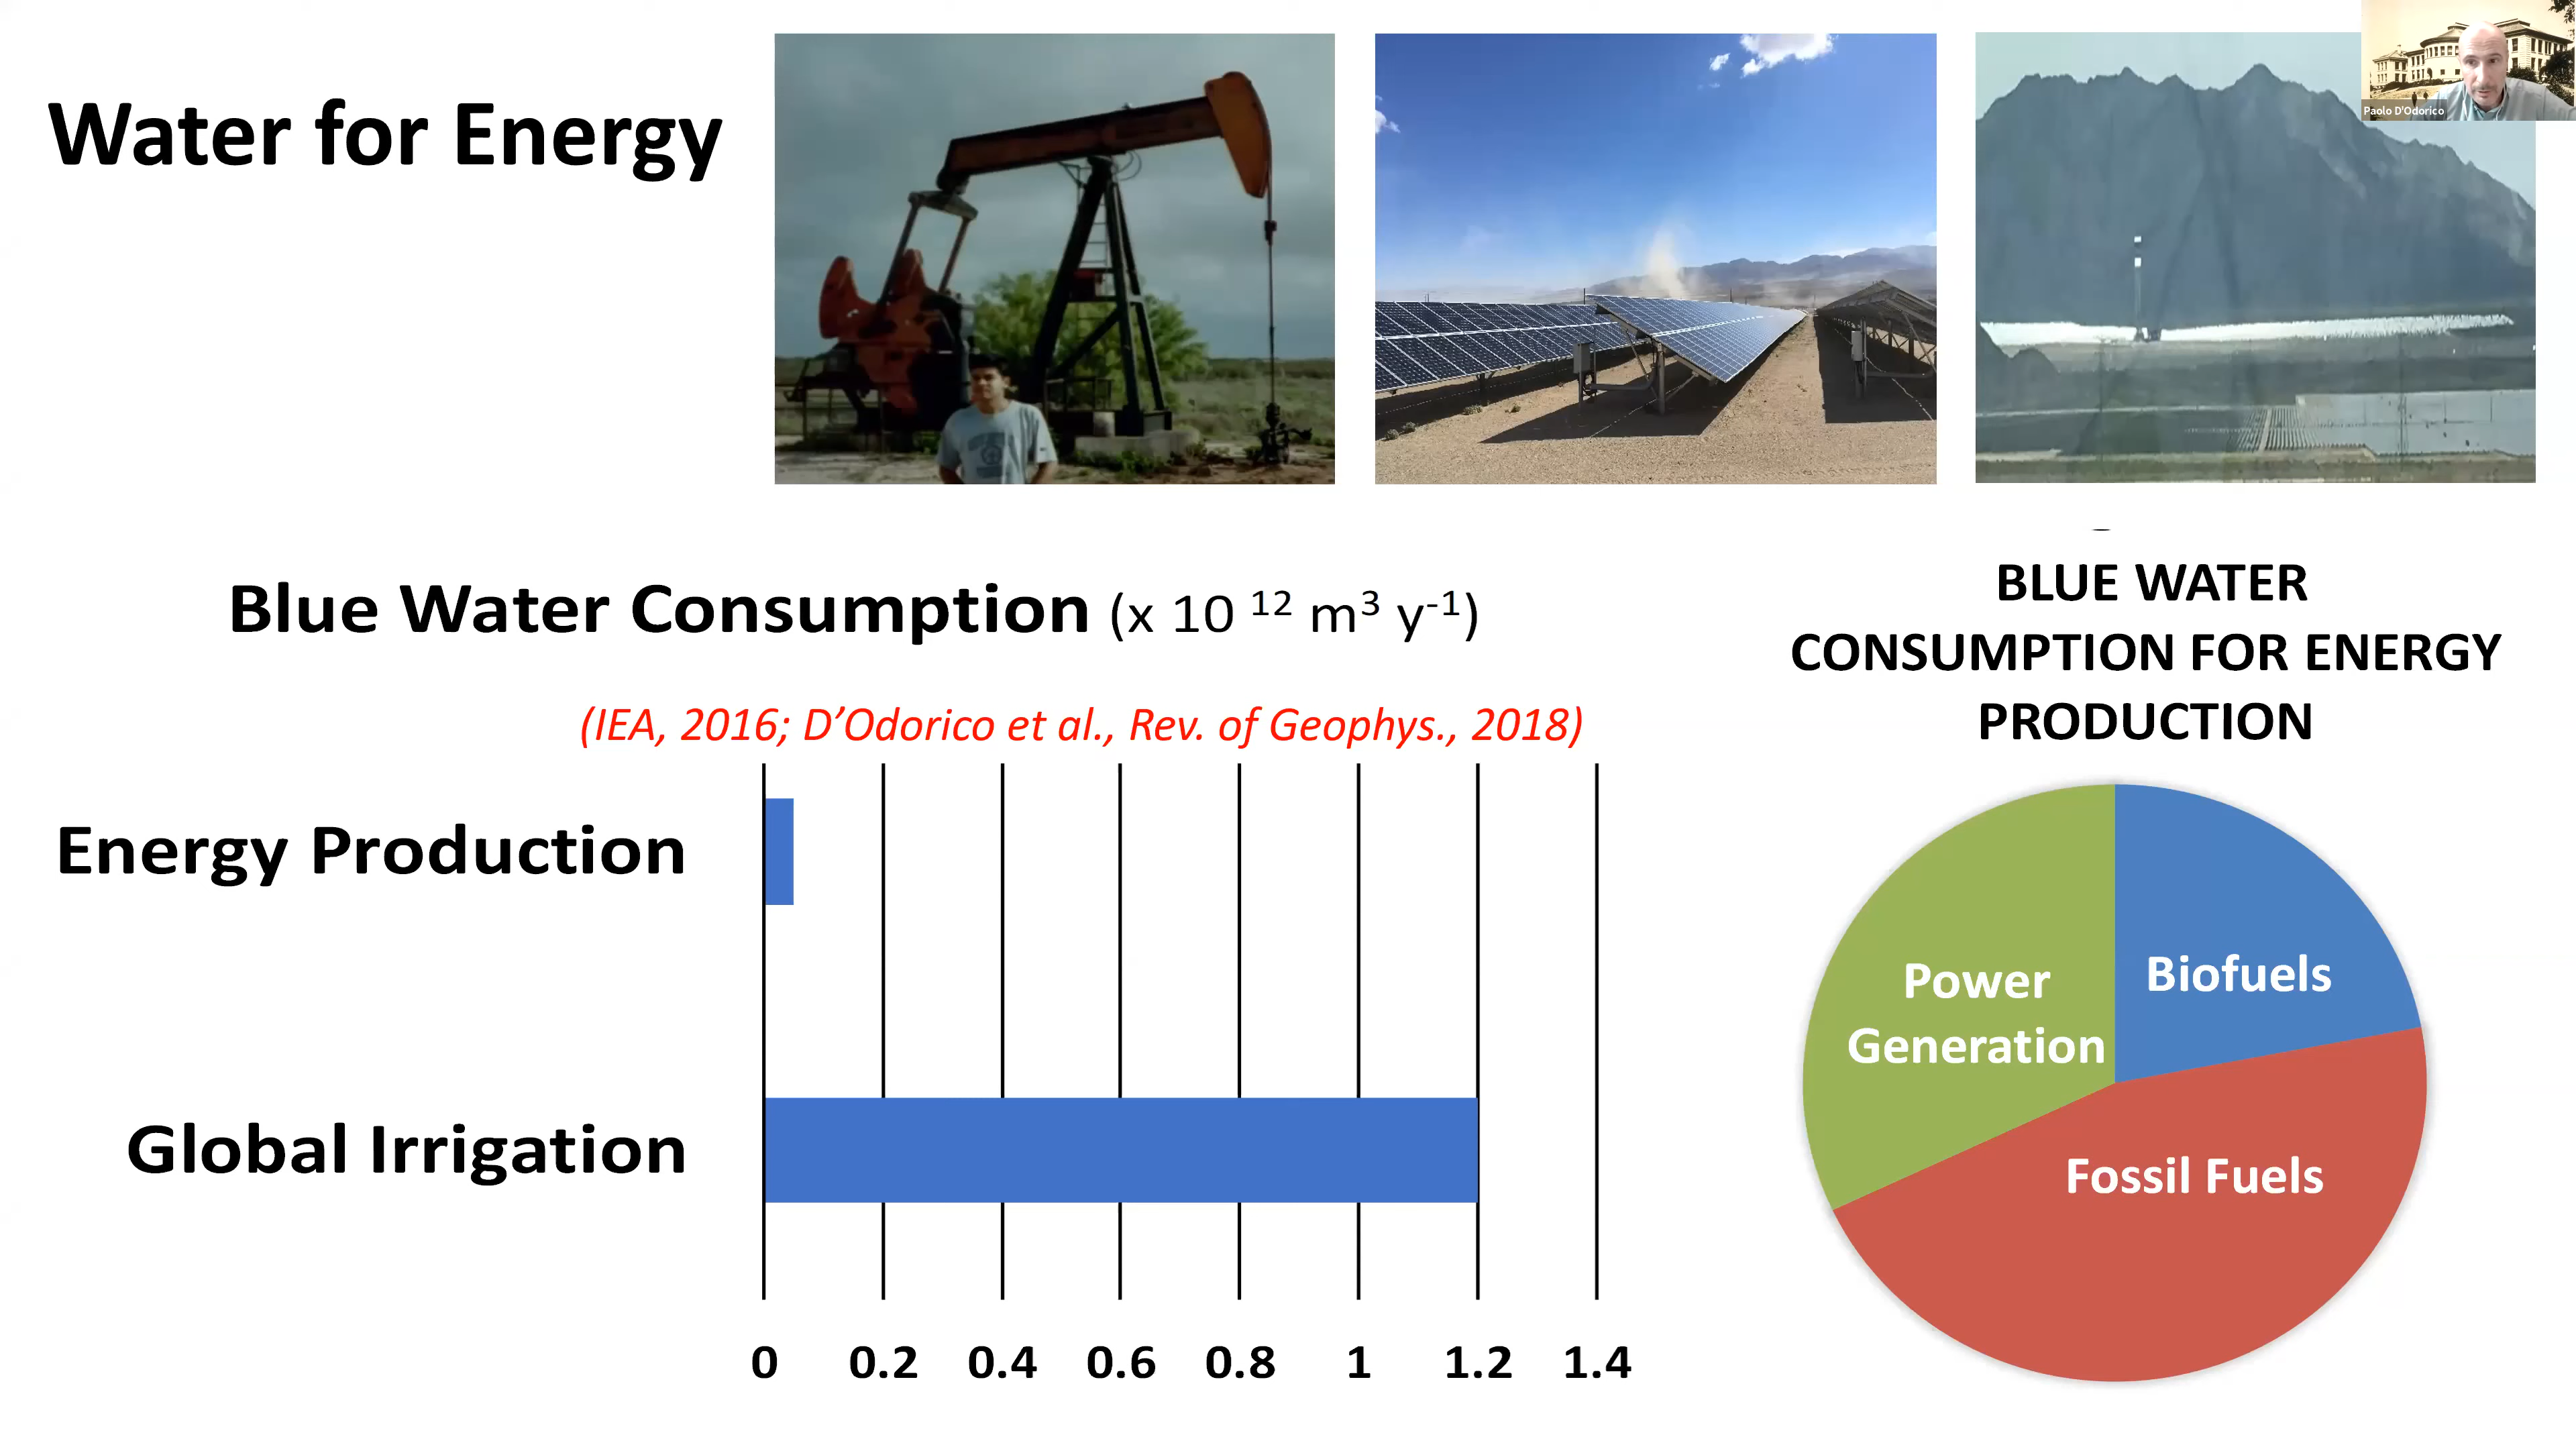 Water for Energy
Paolo D'Odorico
Blue Water Consumption (x 10 ¹² m³ y⁻¹)
(IEA, 2016; D’Odorico et al., Rev. of Geophys., 2018)
Energy Production
Global Irrigation
0 0.2 0.4 0.6 0.8 1 1.2 1.4
BLUE WATER
CONSUMPTION FOR ENERGY
PRODUCTION
Power
Generation
Biofuels
Fossil Fuels